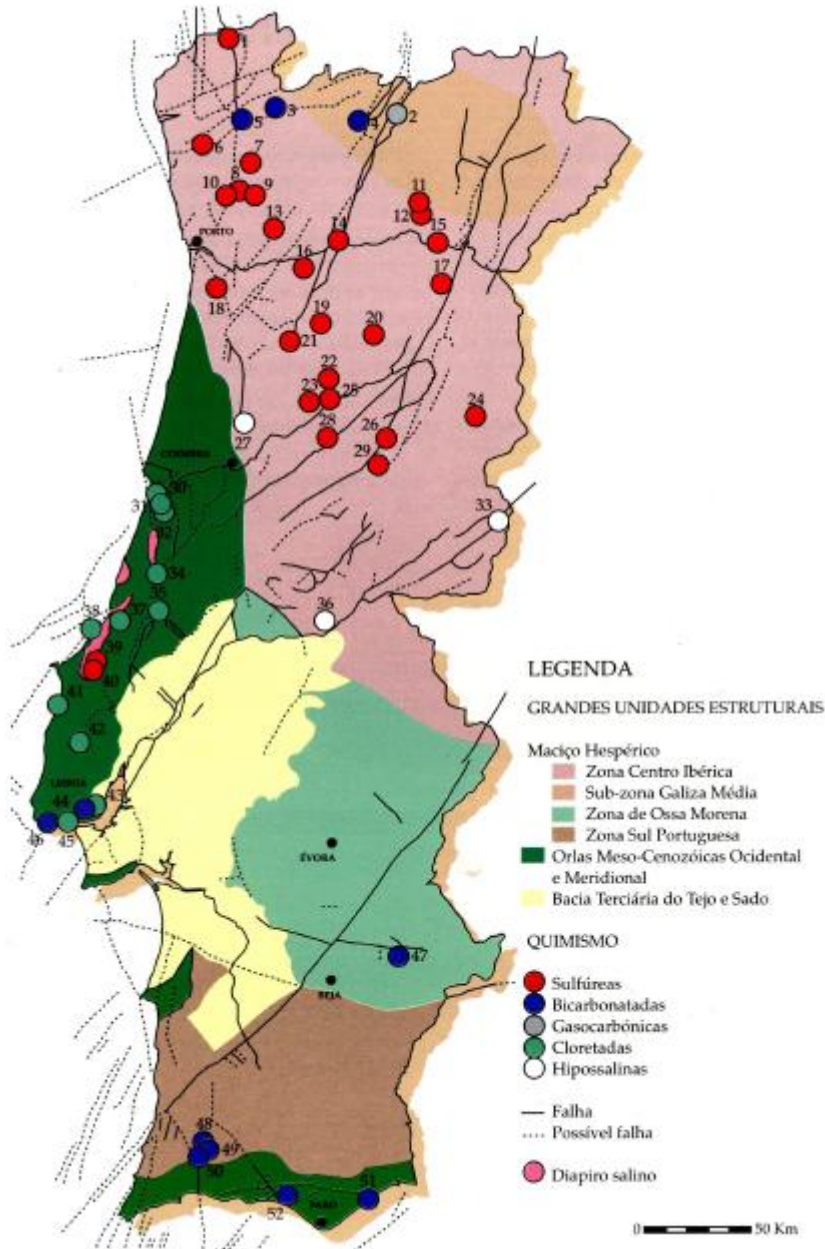 1
3
5
4
2
6
7
8
10
9
11
12
13
14
15
PORTO
16
17
18
19
20
21
22
23
25
24
27
28
26
29
COIMBRA
30
31
32
33
34
35
36
38
37
39
40
41
42
LISBOA
44
43
46
45
ÉVORA
47
BEJA
48
49
50
51
52
FARO
LEGENDA
GRANDES UNIDADES ESTRUTURAIS
Maciço Hespérico
Zona Centro Ibérica
Sub-zona Galiza Média
Zona de Ossa Morena
Zona Sul Portuguesa
Orlas Meso-Cenozóicas Ocidental
e Meridional
Bacia Terciária do Tejo e Sado
QUIMISMO
Sulfúreas
Bicarbonatadas
Gasocarbónicas
Cloretadas
Hipossalinas
Falha
Possível falha
Diapiro salino
0 50 Km